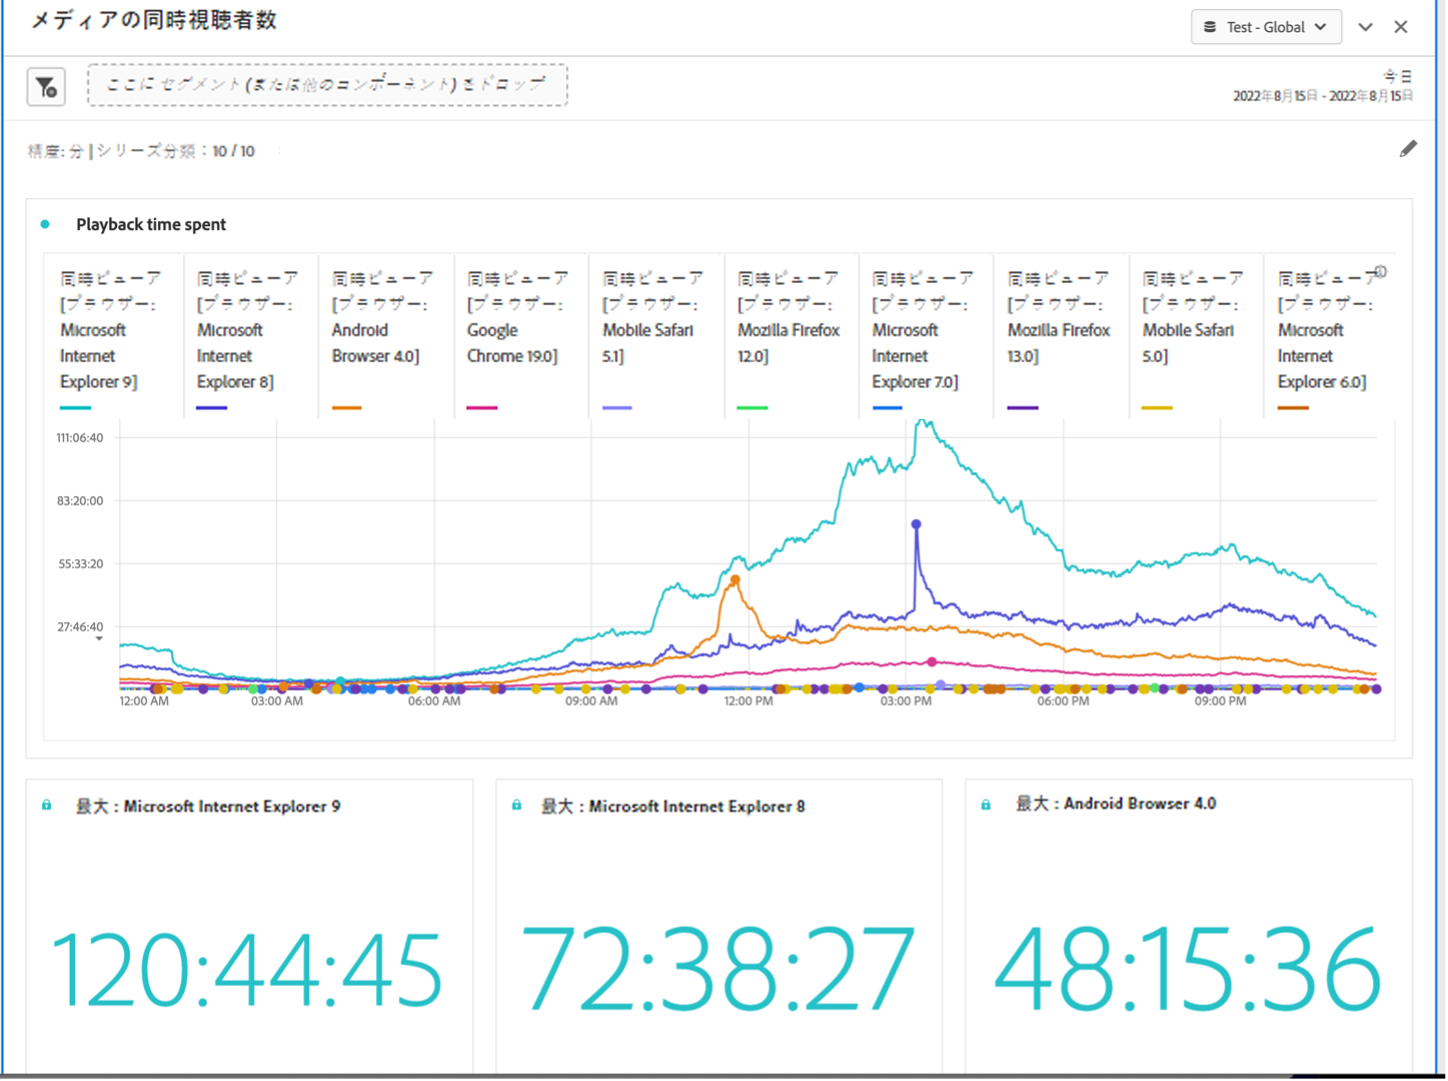 メディアの同時視聴者数
Test - Global
ここに セグメント (または他のコンポーネント) をドロップ
今日
2022年8月15日 - 2022年8月15日
精度: 分 | シリーズ分類：10 / 10
Playback time spent
同時ビューア
[ブラウザー:
Microsoft
Internet
Explorer 9]
同時ビューア
[ブラウザー:
Microsoft
Internet
Explorer 8]
同時ビューア
[ブラウザー:
Android
Browser 4.0]
同時ビューア
[ブラウザー:
Google
Chrome 19.0]
同時ビューア
[ブラウザー:
Mobile Safari
5.1]
同時ビューア
[ブラウザー:
Mozilla Firefox
12.0]
同時ビューア
[ブラウザー:
Microsoft
Internet
Explorer 7.0]
同時ビューア
[ブラウザー:
Mozilla Firefox
13.0]
同時ビューア
[ブラウザー:
Mobile Safari
5.0]
同時ビューア
[ブラウザー:
Microsoft
Internet
Explorer 6.0]
111:06:40
83:20:00
55:33:20
27:46:40
12:00 AM
03:00 AM
06:00 AM
09:00 AM
12:00 PM
03:00 PM
06:00 PM
09:00 PM
最大 : Microsoft Internet Explorer 9
120:44:45
最大 : Microsoft Internet Explorer 8
72:38:27
最大 : Android Browser 4.0
48:15:36